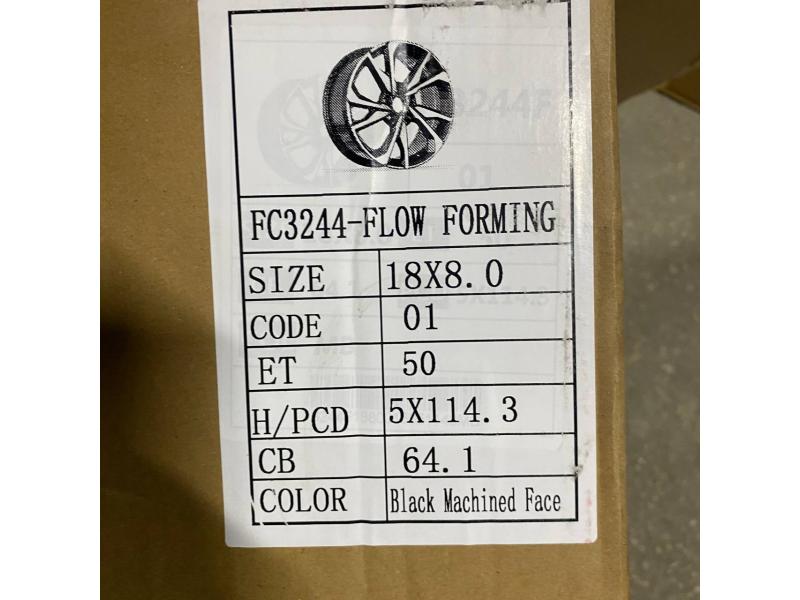 FC3244-FLOW FORMING
SIZE 18X8.0
CODE 01
ET 50
H/PCD 5X114.3
CB 64.1
COLOR Black Machined Face